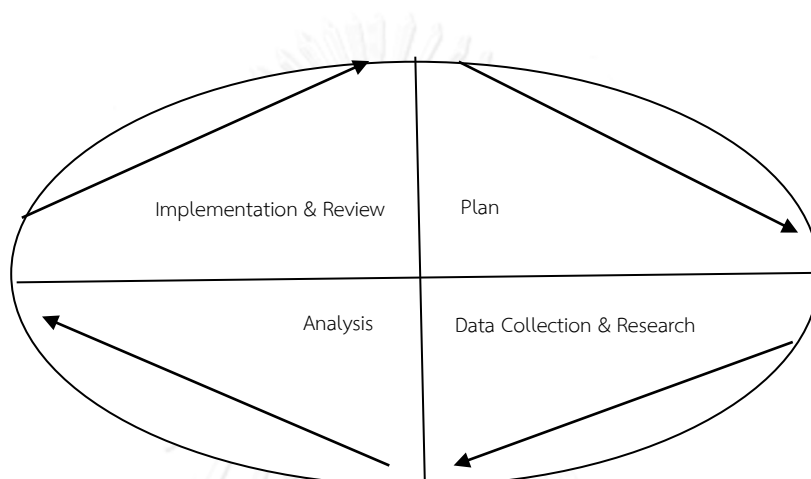 Implementation & Review
Plan
Analysis
Data Collection & Research